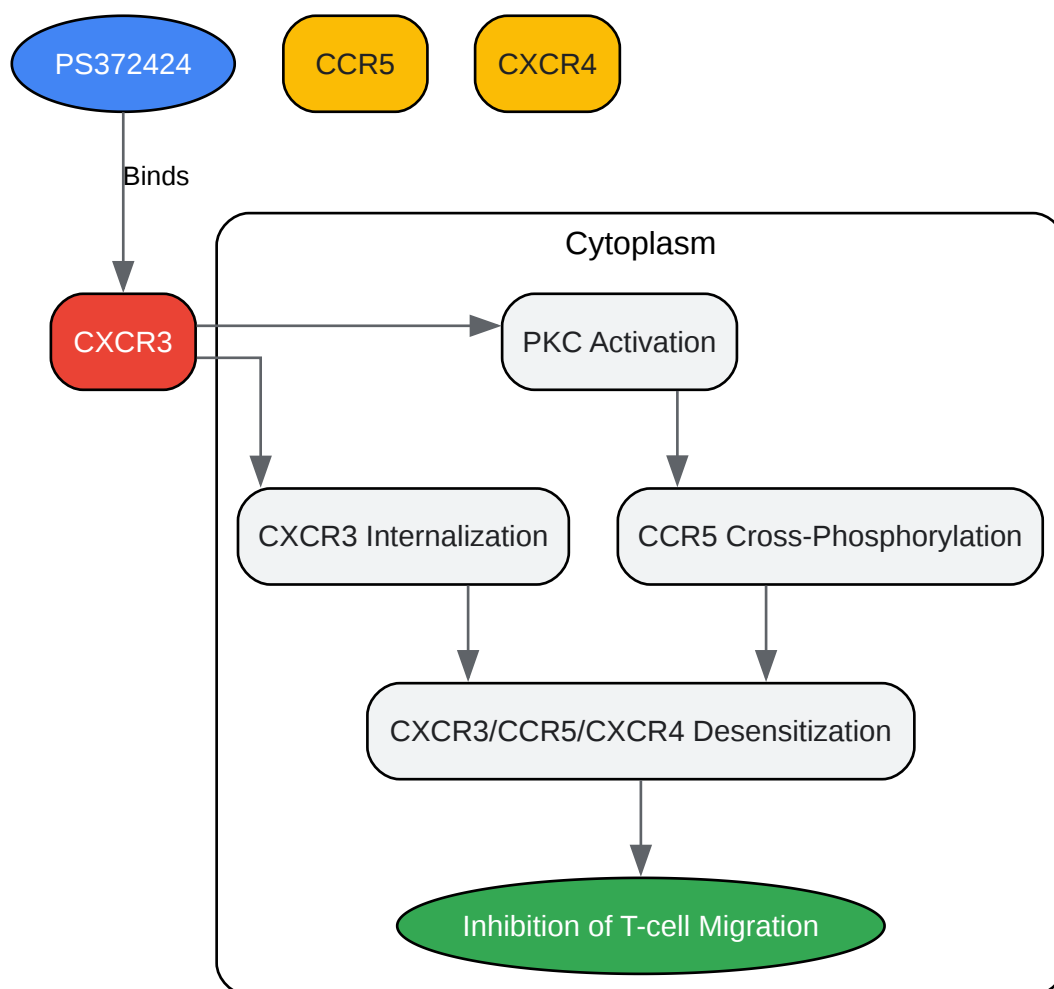 PS372424
CCR5
CXCR4
Binds
Cytoplasm
CXCR3
PKC Activation
CXCR3 Internalization
CCR5 Cross-Phosphorylation
CXCR3/CCR5/CXCR4 Desensitization
Inhibition of T-cell Migration